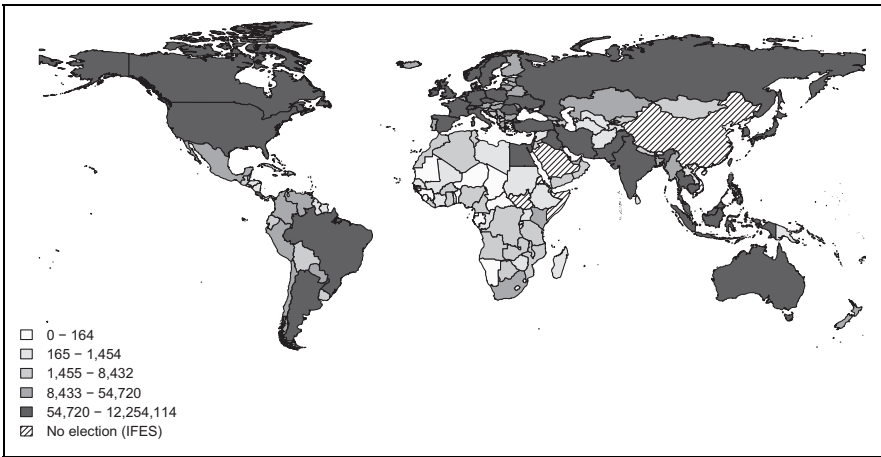 0 − 164
165 − 1,454
1,455 − 8,432
8,433 − 54,720
54,720 − 12,254,114
No election (IFES)